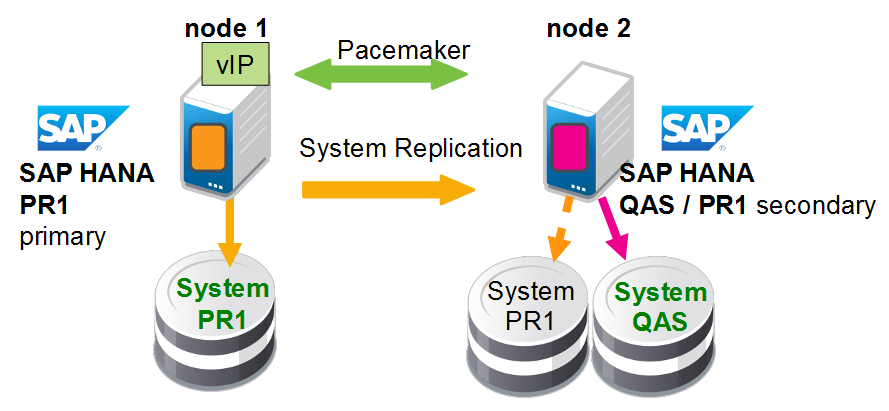 node 1
node 2
vIP
Pacemaker
SAP
SAP
SAP HANA
PR1
primary
System Replication
SAP HANA
QAS / PR1 secondary
System
PR1
System
PR1
System
QAS